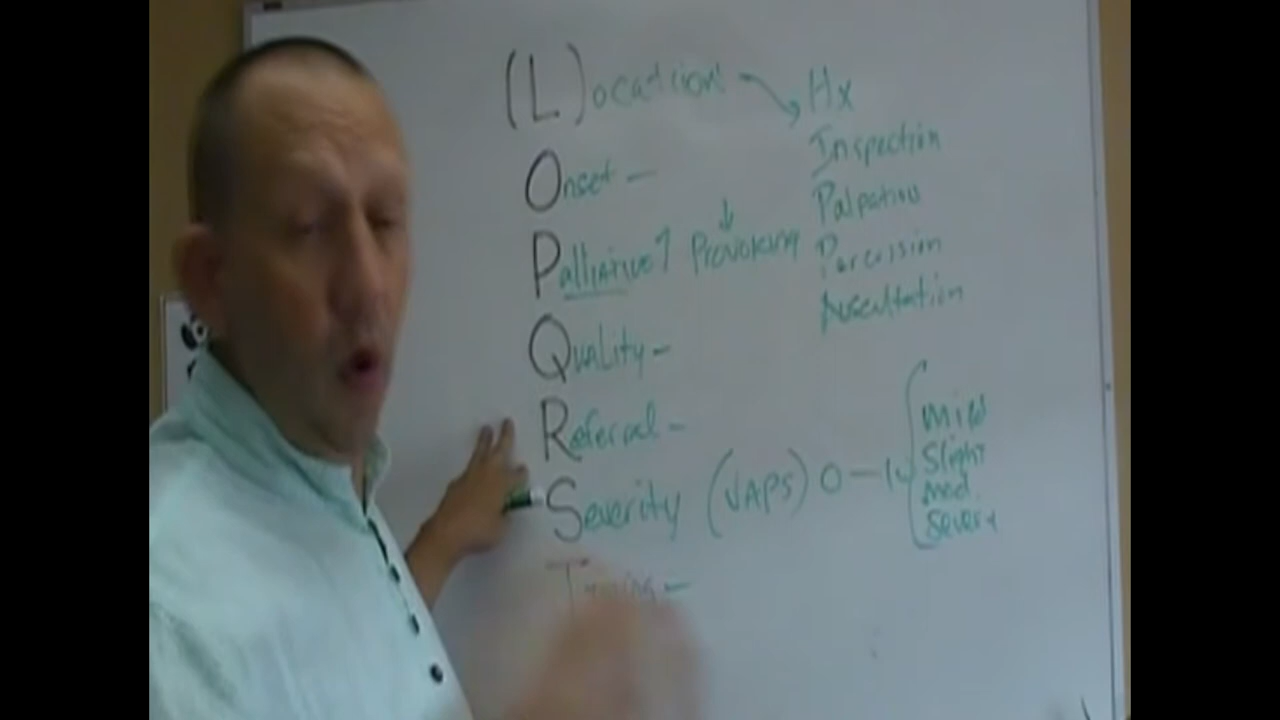 (L)ocation Hx
Inspection
Onset - Palpation
Palliative? Provoking Percussion
Auscultation
Quality -
Referral -
Mild
Slight
Severity (VAPS) 0-10 Med.
Severe
Timing -